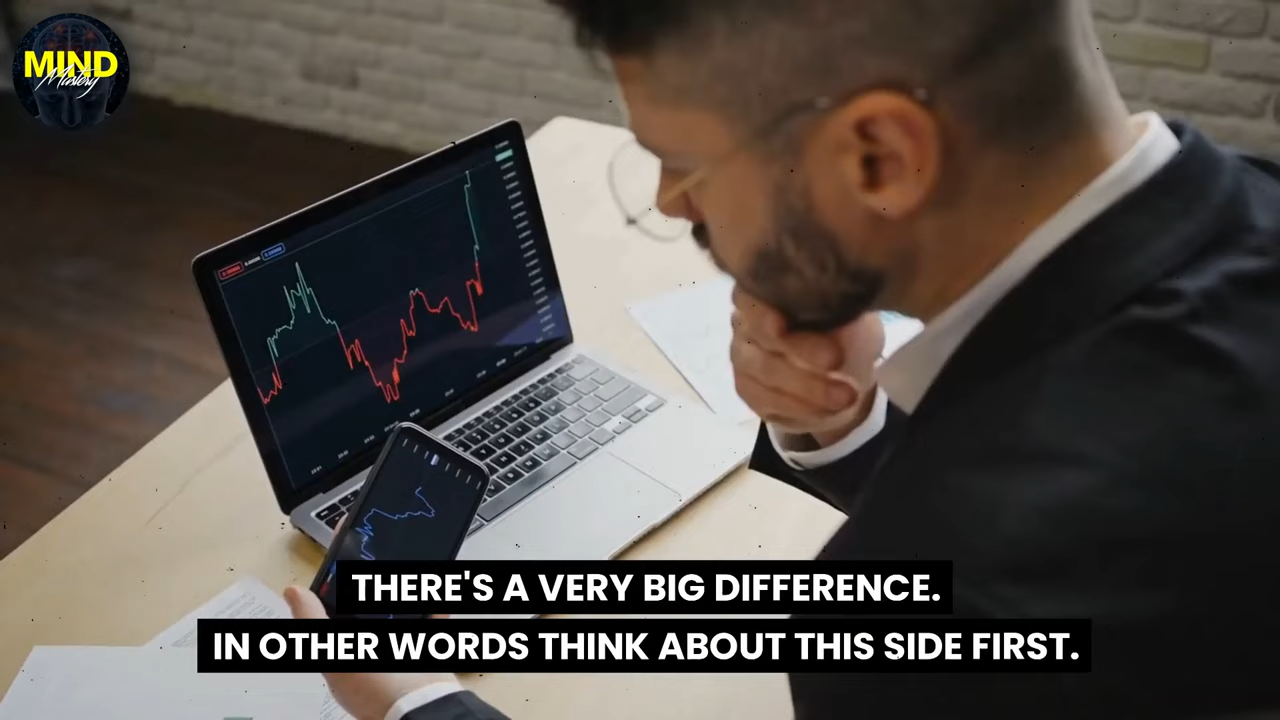 MIND
Mastery
THERE'S A VERY BIG DIFFERENCE.
IN OTHER WORDS THINK ABOUT THIS SIDE FIRST.